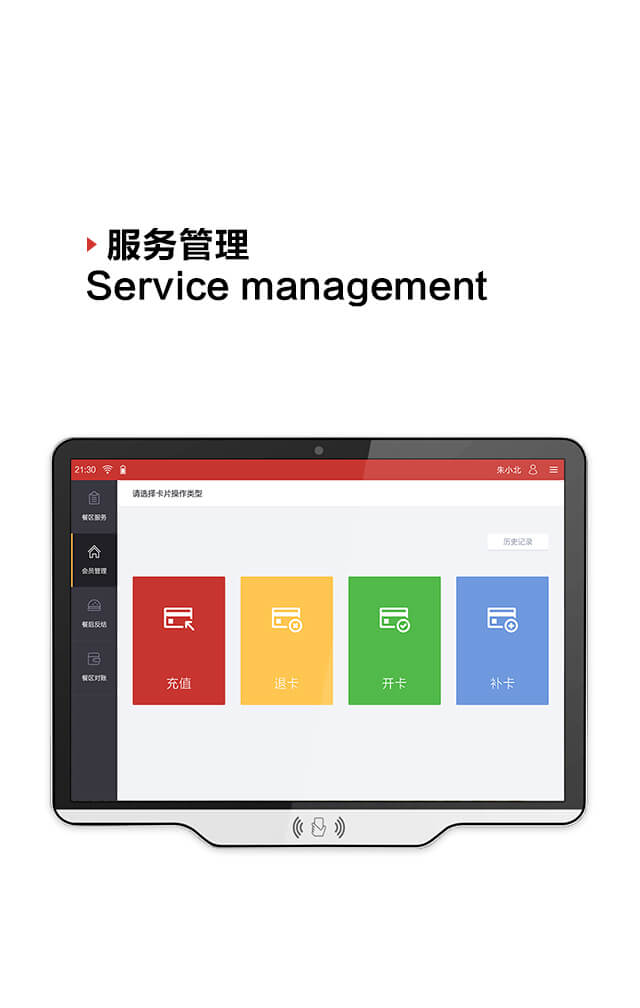 服务管理
Service management
21:30
朱小北
餐区服务
请选择卡片操作类型
历史记录
会员管理
餐后反结
餐区对账
充值
退卡
开卡
补卡